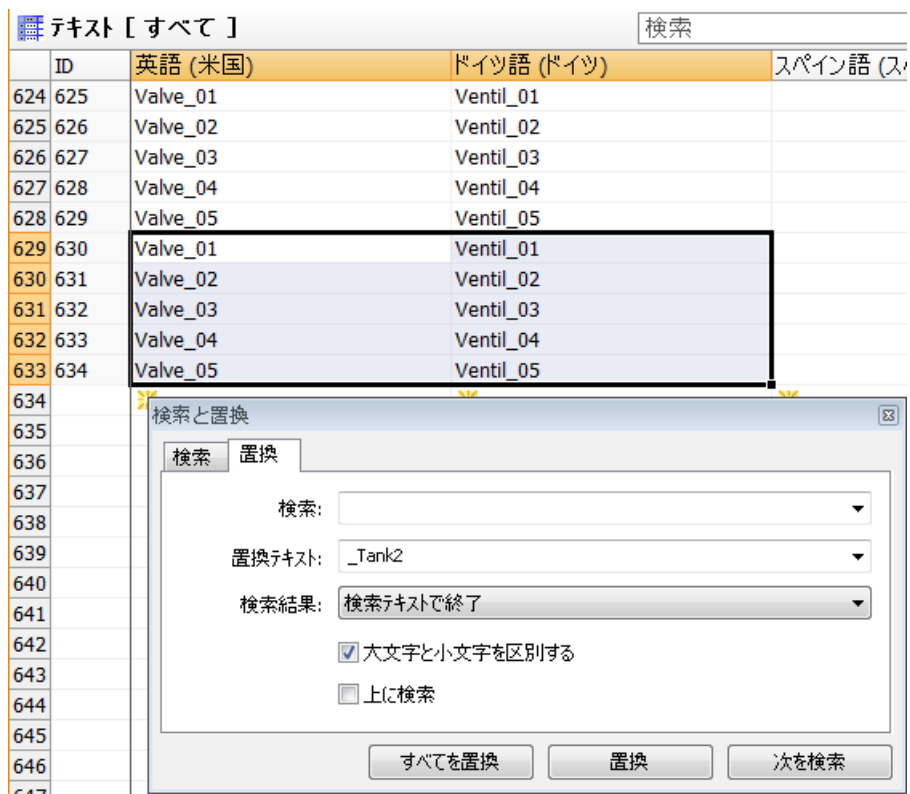 テキスト [ すべて ]
検索
ID 英語 (米国) ドイツ語 (ドイツ) スペイン語 (ス
624 625 Valve_01 Ventil_01
625 626 Valve_02 Ventil_02
626 627 Valve_03 Ventil_03
627 628 Valve_04 Ventil_04
628 629 Valve_05 Ventil_05
629 630 Valve_01 Ventil_01
630 631 Valve_02 Ventil_02
631 632 Valve_03 Ventil_03
632 633 Valve_04 Ventil_04
633 634 Valve_05 Ventil_05
634
635
636
637
638
639
640
641
642
643
644
645
646
647
検索と置換
検索 置換
検索:
置換テキスト: _Tank2
検索結果: 検索テキストで終了
大文字と小文字を区別する
上に検索
すべてを置換 置換 次を検索